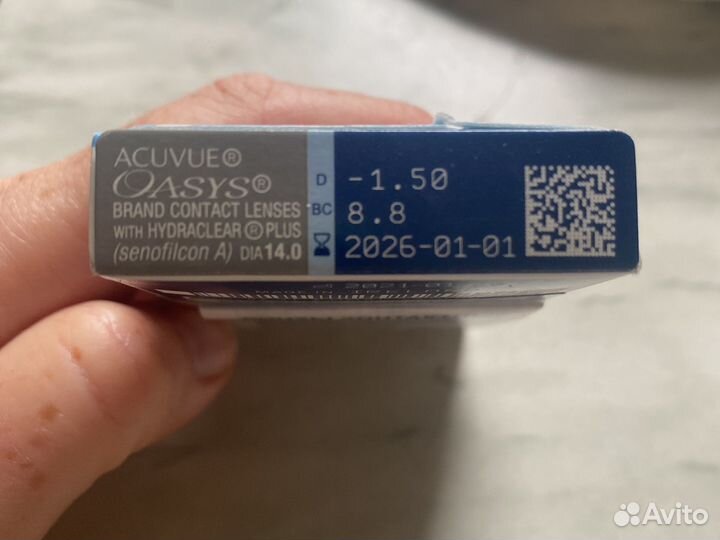 ACUVUE®
OASYS®
BRAND CONTACT LENSES
WITH HYDRACLEAR® PLUS
(senofilcon A) DIA 14.0
D -1.50
BC 8.8
2026-01-01
Avito